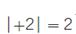 |+2| = 2